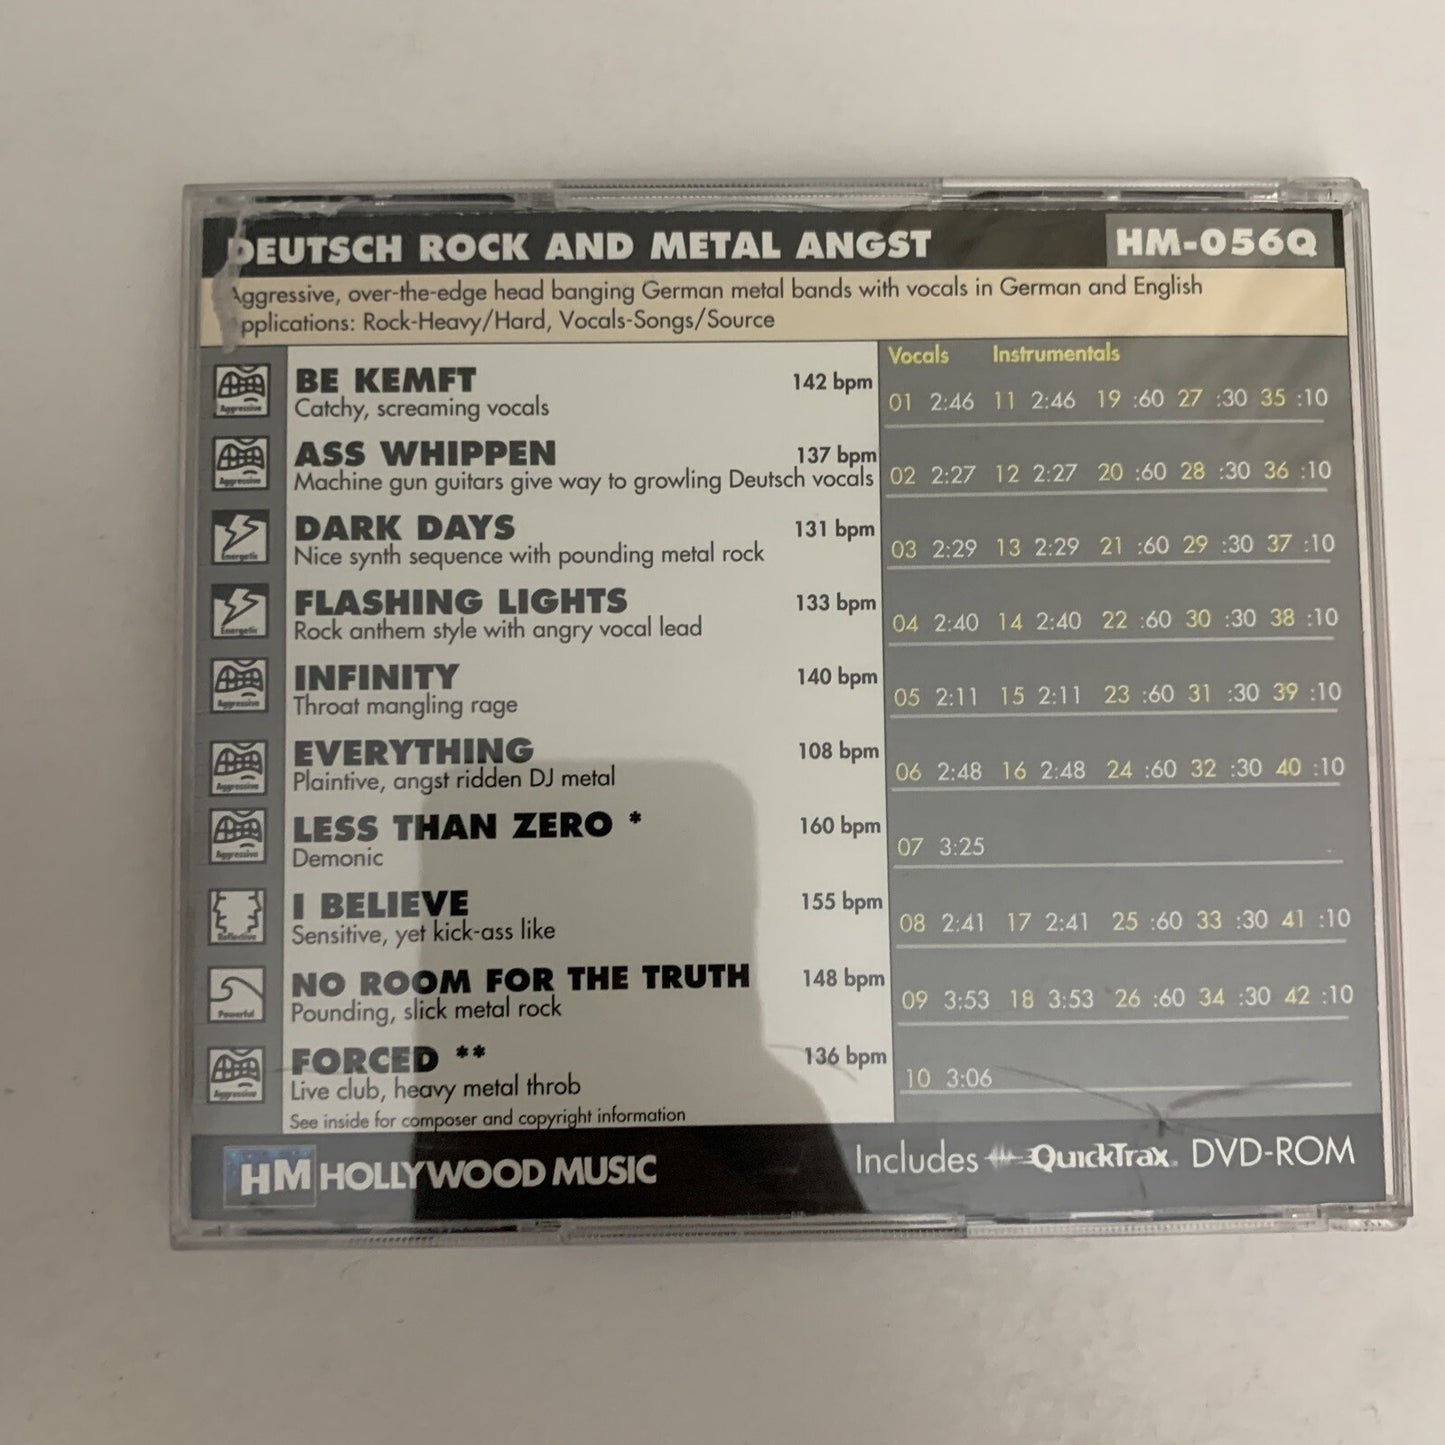 DEUTSCH ROCK AND METAL ANGST HM-056Q
Aggressive, over-the-edge head banging German metal bands with vocals in German and English
Applications: Rock-Heavy/Hard, Vocals-Songs/Source
Vocals Instrumentals
Aggressive BE KEMFT 142 bpm
Catchy, screaming vocals
01 2:46 11 2:46 19 :60 27 :30 35 :10
Aggressive ASS WHIPPEN 137 bpm
Machine gun guitars give way to growling Deutsch vocals
02 2:27 12 2:27 20 :60 28 :30 36 :10
Energetic DARK DAYS 131 bpm
Nice synth sequence with pounding metal rock
03 2:29 13 2:29 21 :60 29 :30 37 :10
Energetic FLASHING LIGHTS 133 bpm
Rock anthem style with angry vocal lead
04 2:40 14 2:40 22 :60 30 :30 38 :10
Aggressive INFINITY 140 bpm
Throat mangling rage
05 2:11 15 2:11 23 :60 31 :30 39 :10
Aggressive EVERYTHING 108 bpm
Plaintive, angst ridden DJ metal
06 2:48 16 2:48 24 :60 32 :30 40 :10
Aggressive LESS THAN ZERO * 160 bpm
Demonic
07 3:25
Reflective I BELIEVE 155 bpm
Sensitive, yet kick-ass like
08 2:41 17 2:41 25 :60 33 :30 41 :10
Powerful NO ROOM FOR THE TRUTH 148 bpm
Pounding, slick metal rock
09 3:53 18 3:53 26 :60 34 :30 42 :10
Aggressive FORCED ** 136 bpm
Live club, heavy metal throb
10 3:06
See inside for composer and copyright information
HM HOLLYWOOD MUSIC Includes QUICKTRAX. DVD-ROM